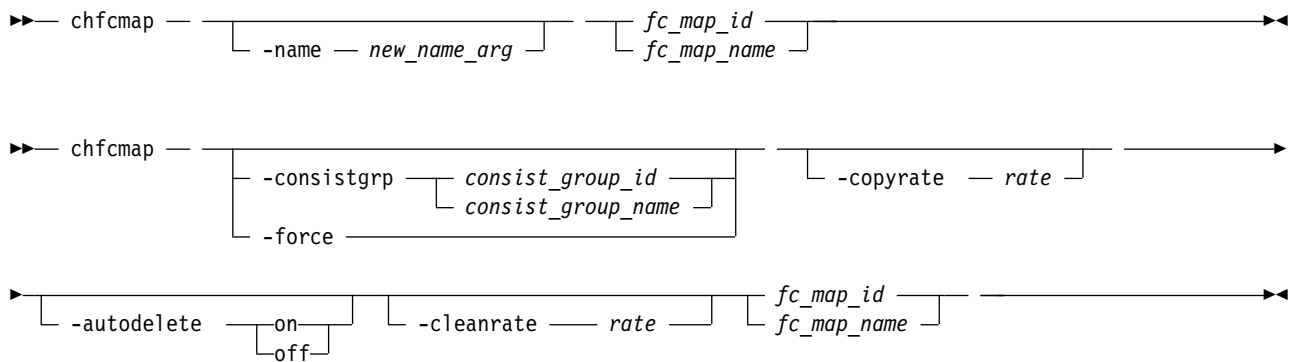 chfcmap -name new_name_arg fc_map_id
fc_map_name
chfcmap -consistgrp consist_group_id -copyrate rate
consist_group_name
-force
-autodelete on -cleanrate rate fc_map_id
off fc_map_name